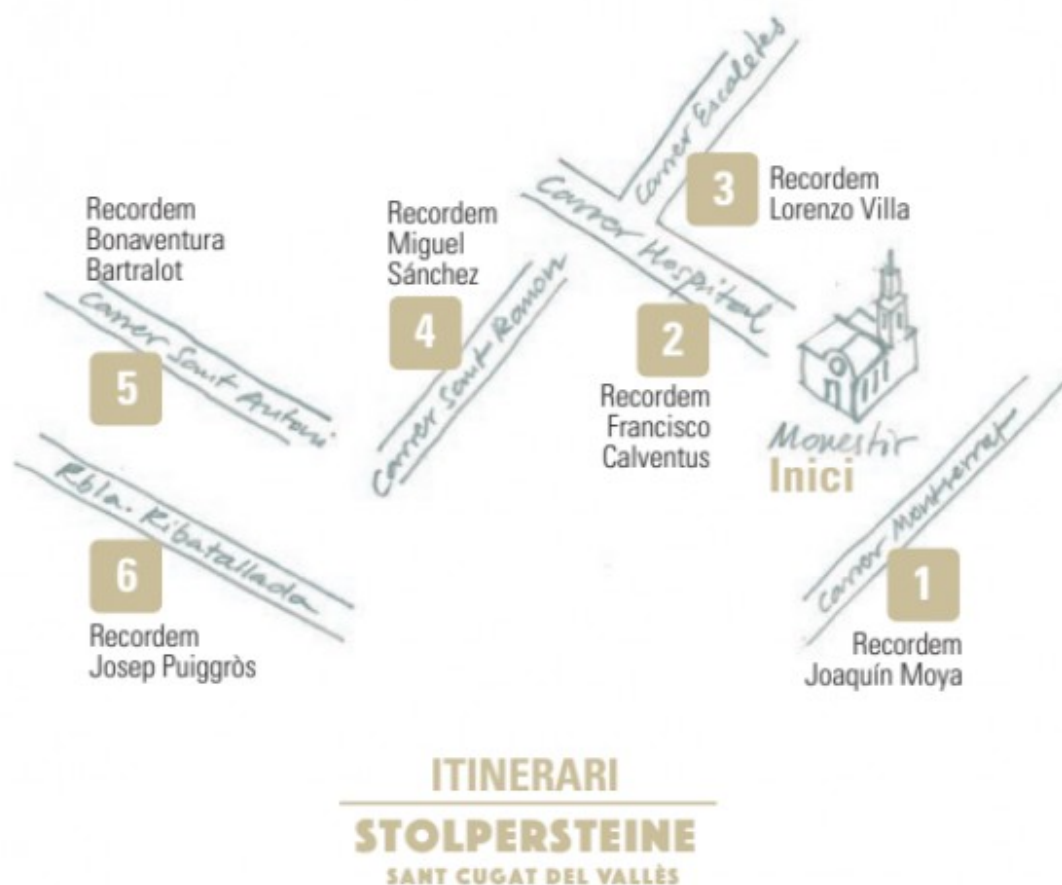 Carrer Escaletes
3
Recordem
Lorenzo Villa
Carrer Hospital
Recordem
Bonaventura
Bartralot
Carrer Sant Antoni
5
Recordem
Miguel
Sánchez
4
Carrer Sant Ramon
2
Recordem
Francisco
Calventus
Monestir
Inici
Carrer Montserrat
1
Recordem
Joaquín Moya
Rbla. Ribatallada
6
Recordem
Josep Puiggròs
ITINERARI
STOLPERSTEINE
SANT CUGAT DEL VALLÈS